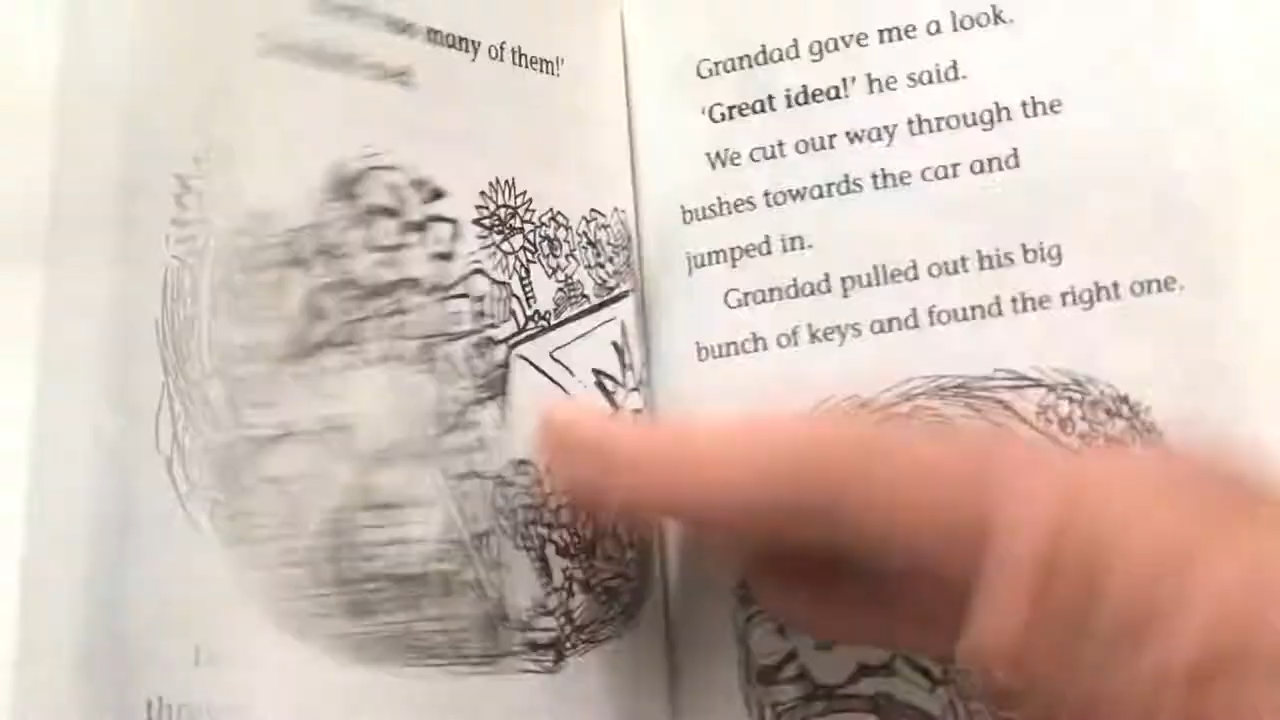 many of them!'
Grandad gave me a look.
'Great idea!' he said.
We cut our way through the
bushes towards the car and
jumped in.
Grandad pulled out his big
bunch of keys and found the right one.